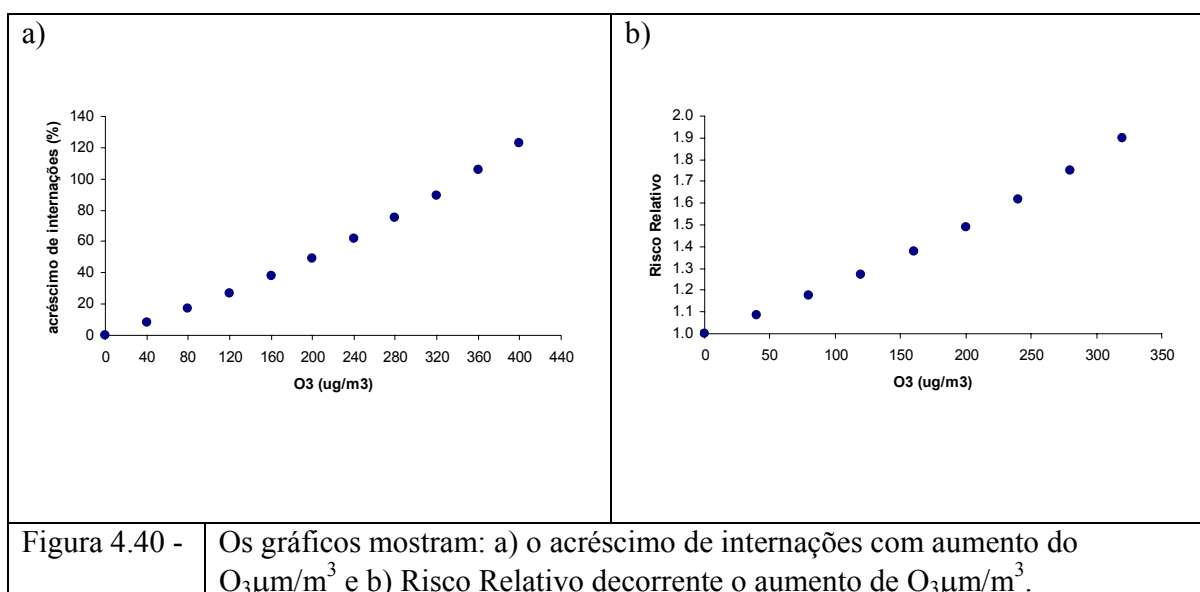 a)
acréscimo de internações (%)
140
120
100
80
60
40
20
0
0 40 80 120 160 200 240 280 320 360 400 440
O3 (ug/m3)
b)
Risco Relativo
2.0
1.9
1.8
1.7
1.6
1.5
1.4
1.3
1.2
1.1
1.0
0 50 100 150 200 250 300 350
O3 (ug/m3)
Figura 4.40 -
Os gráficos mostram: a) o acréscimo de internações com aumento do
O₃μm/m³ e b) Risco Relativo decorrente o aumento de O₃μm/m³.